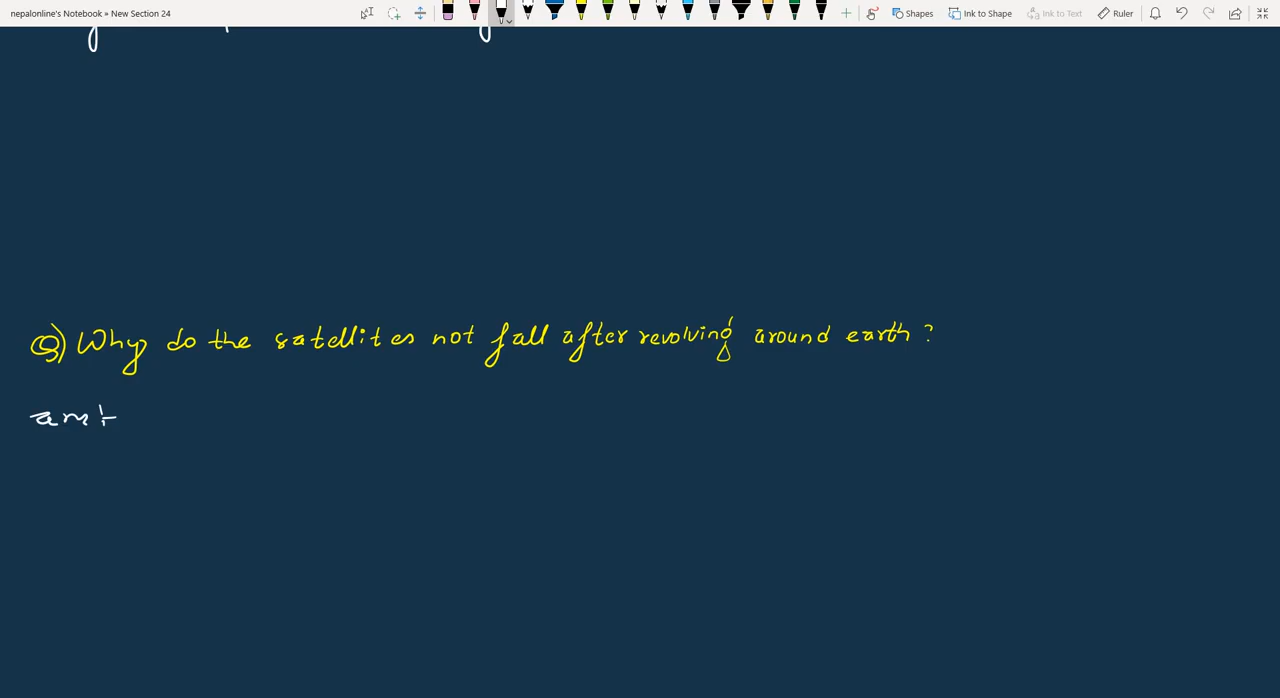 nepalonline's Notebook » New Section 24
Shapes
Ink to Shape
Ink to Text
Ruler
Q) Why do the satellites not fall after revolving around earth ?